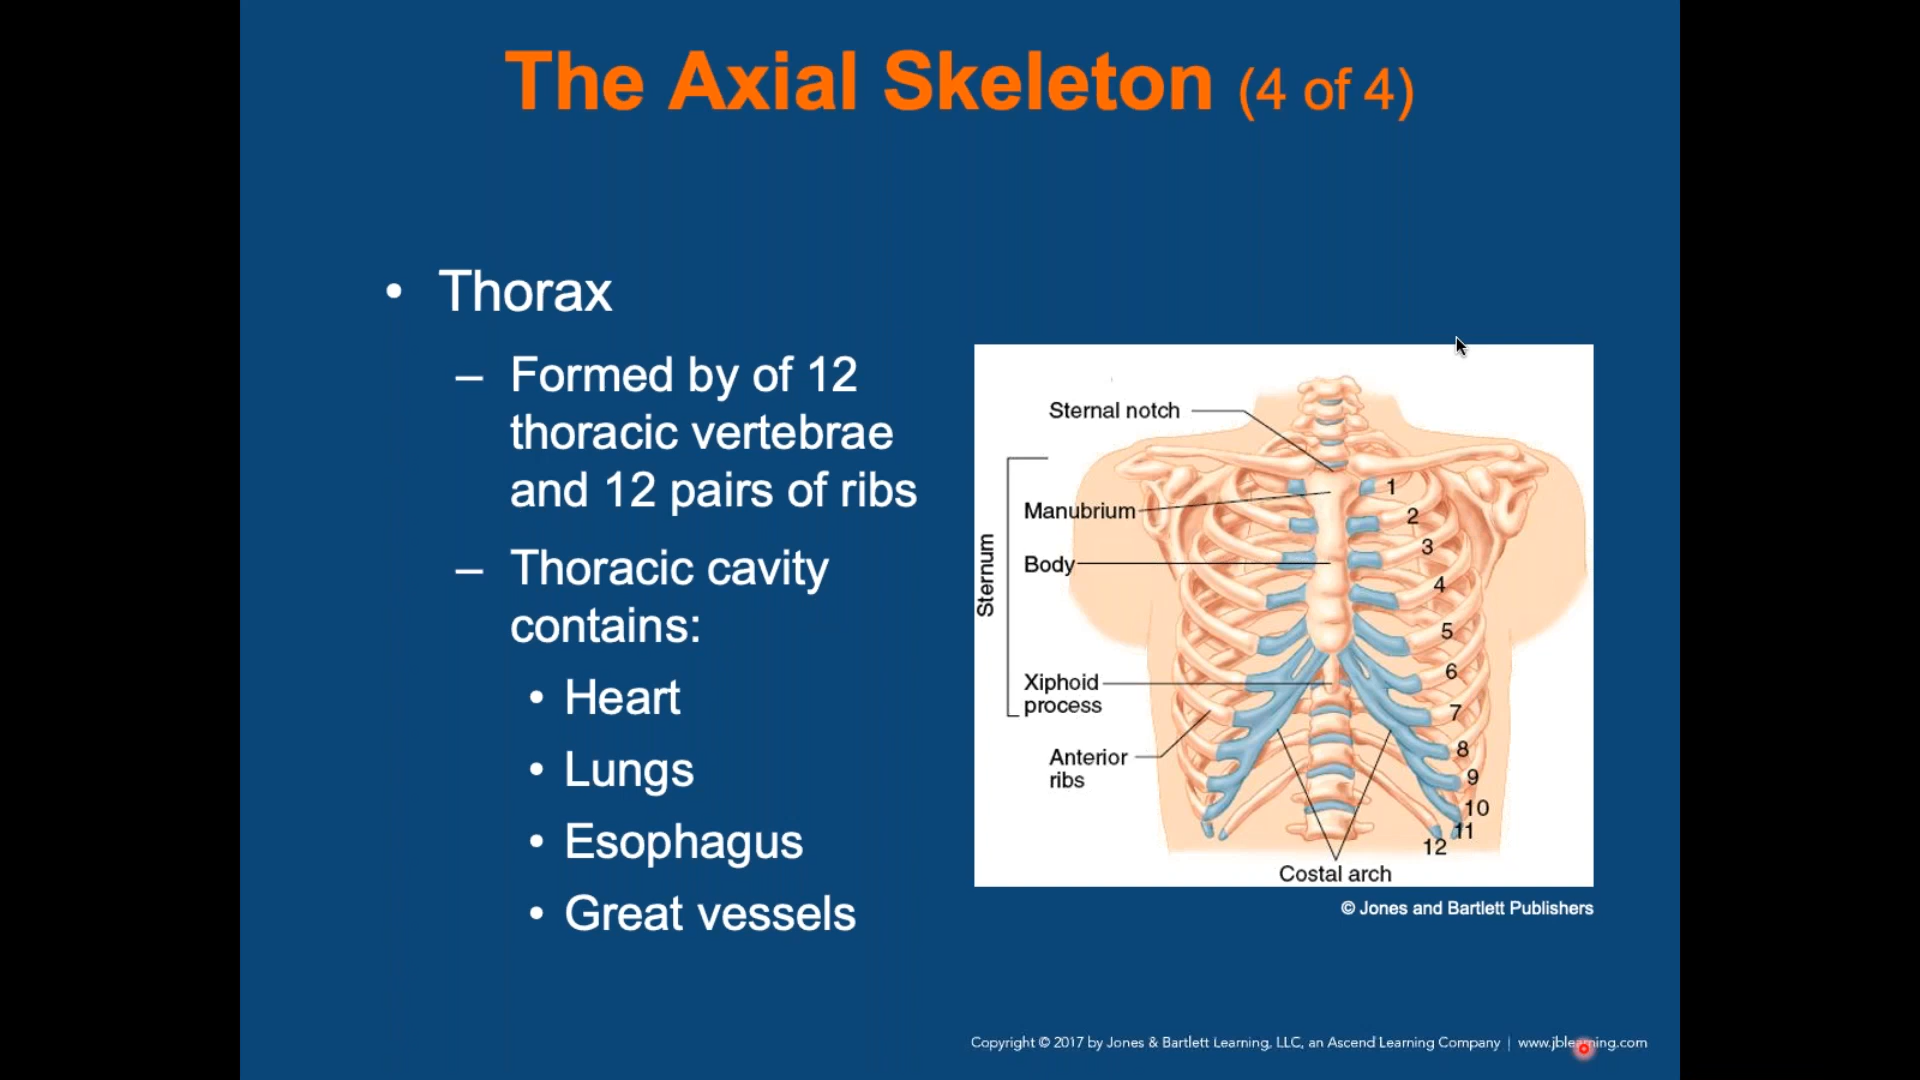 The Axial Skeleton (4 of 4)
• Thorax
– Formed by of 12
thoracic vertebrae
and 12 pairs of ribs
– Thoracic cavity
contains:
• Heart
• Lungs
• Esophagus
• Great vessels
Sternal notch
Sternum
Manubrium
Body
Xiphoid
process
Anterior
ribs
1
2
3
4
5
6
7
8
9
10
11
12
Costal arch
© Jones and Bartlett Publishers
Copyright © 2017 by Jones & Bartlett Learning, LLC, an Ascend Learning Company | www.jblearning.com